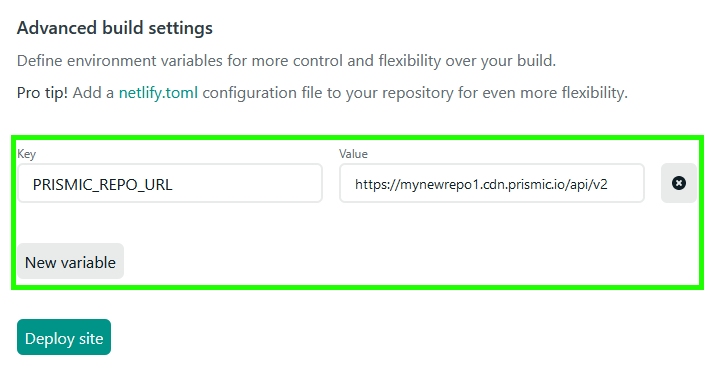 Advanced build settings
Define environment variables for more control and flexibility over your build.
Pro tip! Add a netlify.toml configuration file to your repository for even more flexibility.
Key Value
PRISMIC_REPO_URL https://mynewrepo1.cdn.prismic.io/api/v2
New variable
Deploy site